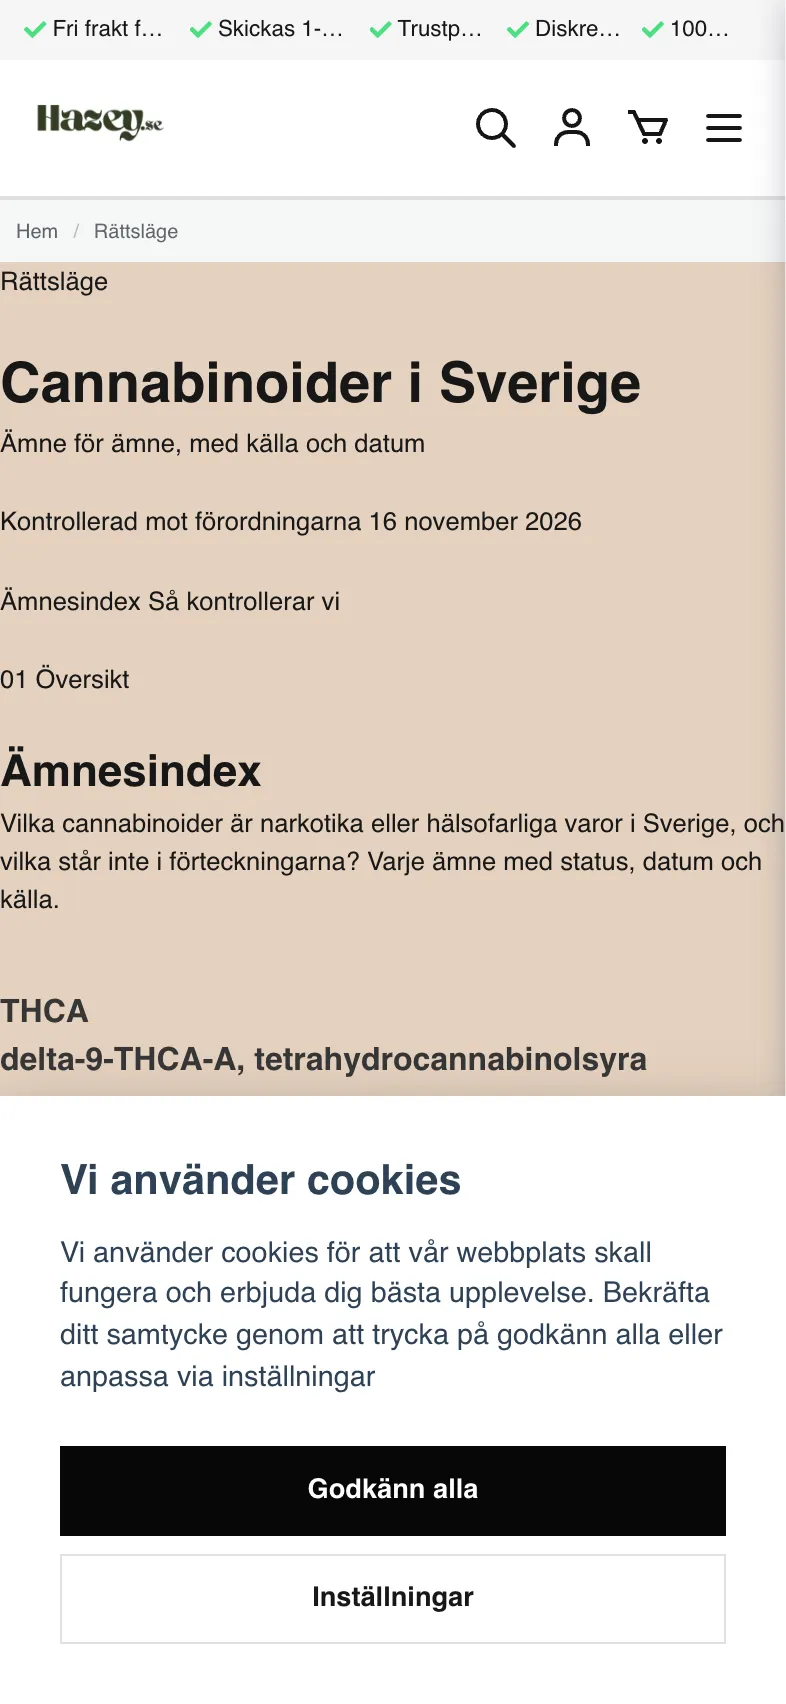 Fri frakt f... Skickas 1-... Trustp... Diskre... 100...
Hazey.se
Hem / Rättsläge
Rättsläge
Cannabinoider i Sverige
Ämne för ämne, med källa och datum
Kontrollerad mot förordningarna 16 november 2026
Ämnesindex Så kontrollerar vi
01 Översikt
Ämnesindex
Vilka cannabinoider är narkotika eller hälsofarliga varor i Sverige, och
vilka står inte i förteckningarna? Varje ämne med status, datum och
källa.
THCA
delta-9-THCA-A, tetrahydrocannabinolsyra
Vi använder cookies
Vi använder cookies för att vår webbplats skall
fungera och erbjuda dig bästa upplevelse. Bekräfta
ditt samtycke genom att trycka på godkänn alla eller
anpassa via inställningar
Godkänn alla
Inställningar